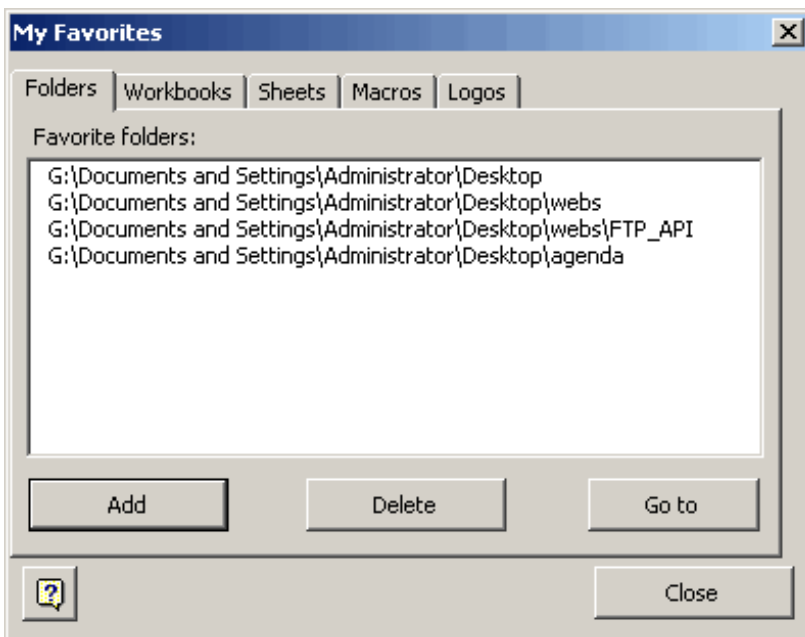 My Favorites
Folders Workbooks Sheets Macros Logos
Favorite folders:
G:\Documents and Settings\Administrator\Desktop
G:\Documents and Settings\Administrator\Desktop\webs
G:\Documents and Settings\Administrator\Desktop\webs\FTP_API
G:\Documents and Settings\Administrator\Desktop\agenda
Add Delete Go to
? Close